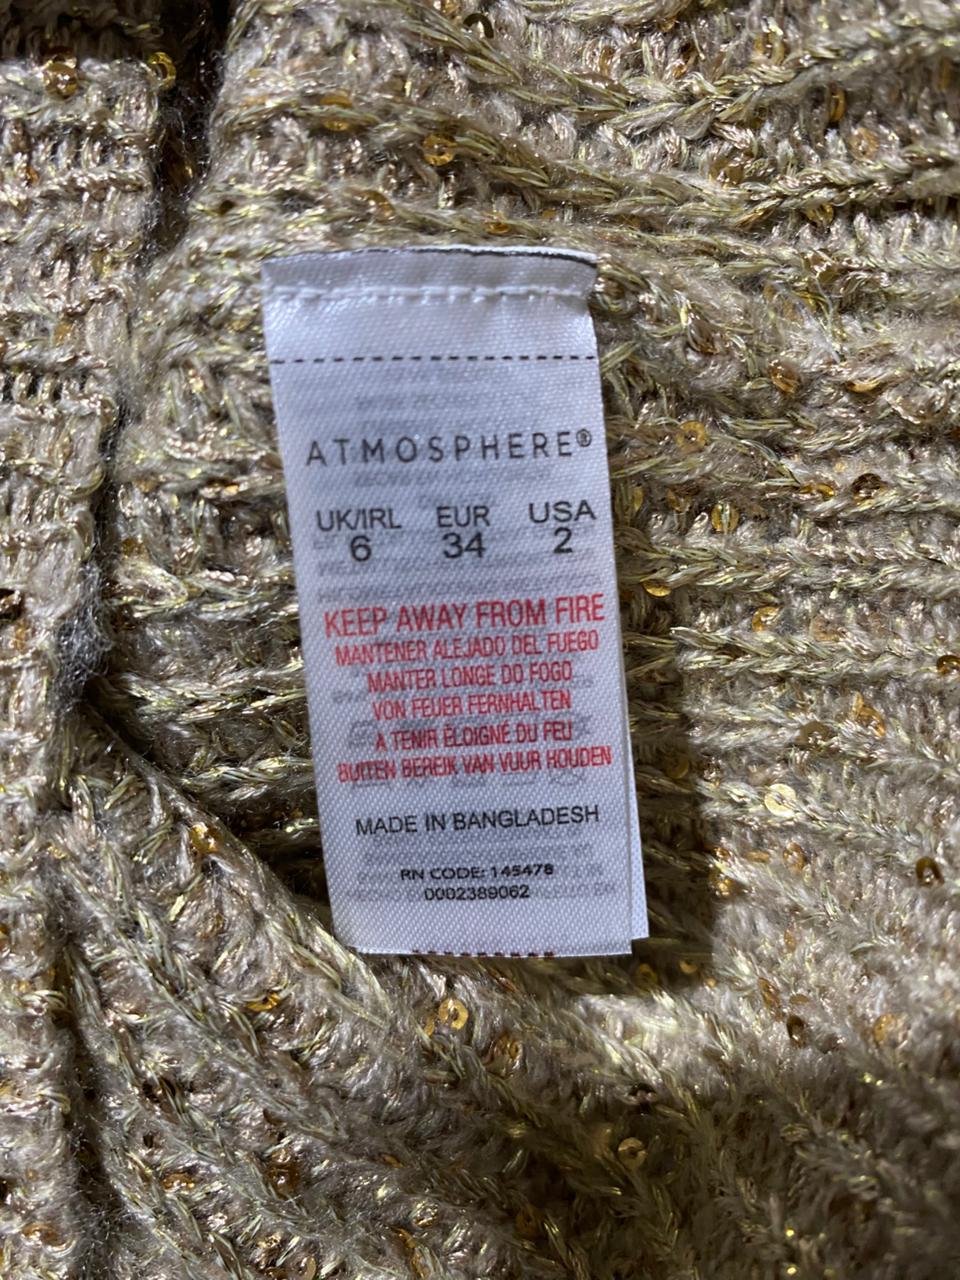 ATMOSPHERE®
UK/IRL EUR USA
6 34 2
KEEP AWAY FROM FIRE
MANTENER ALEJADO DEL FUEGO
MANTER LONGE DO FOGO
VON FEUER FERNHALTEN
A TENIR ÉLOIGNÉ DU FEU
BUITEN BEREIK VAN VUUR HOUDEN
MADE IN BANGLADESH
RN CODE: 145478
0002389062